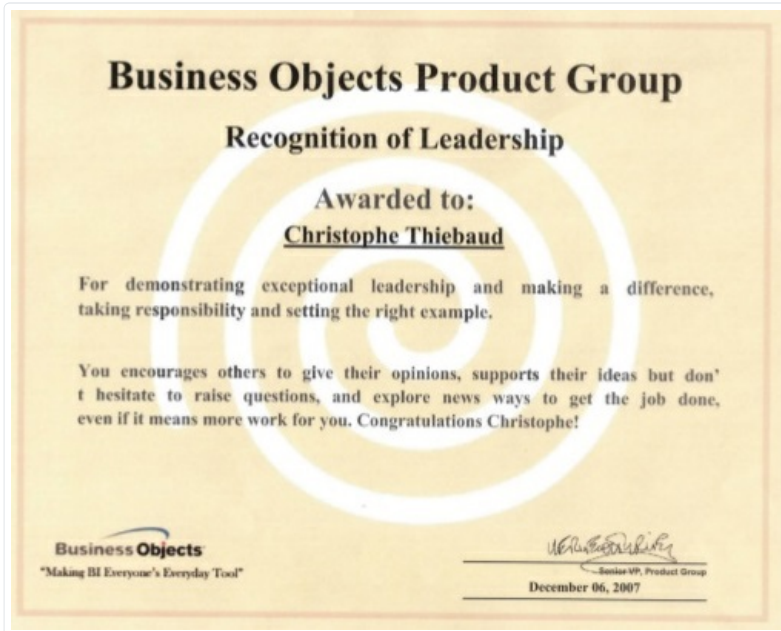 Business Objects Product Group
Recognition of Leadership
Awarded to:
Christophe Thiebaud
For demonstrating exceptional leadership and making a difference,
taking responsibility and setting the right example.
You encourages others to give their opinions, supports their ideas but don'
t hesitate to raise questions, and explore news ways to get the job done,
even if it means more work for you. Congratulations Christophe!
Business Objects
"Making BI Everyone's Everyday Tool"
Senior VP, Product Group
December 06, 2007